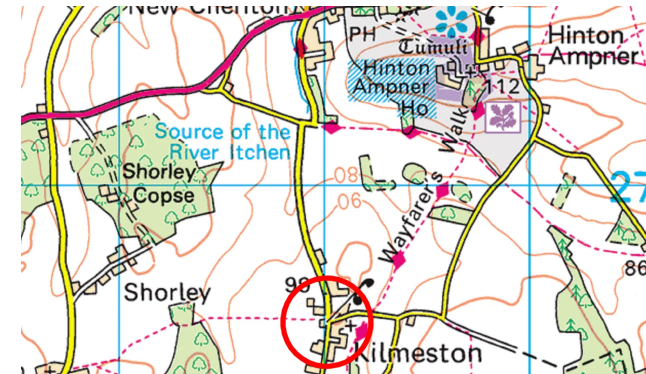 New Cheriton
PH
Tumuli
Hinton
Ampner
Hinton
Ampner
Ho
112
Source of the
River Itchen
Shorley
Copse
08
06
27
Wayfarer's Walk
86
98
Shorley
Kilmeston